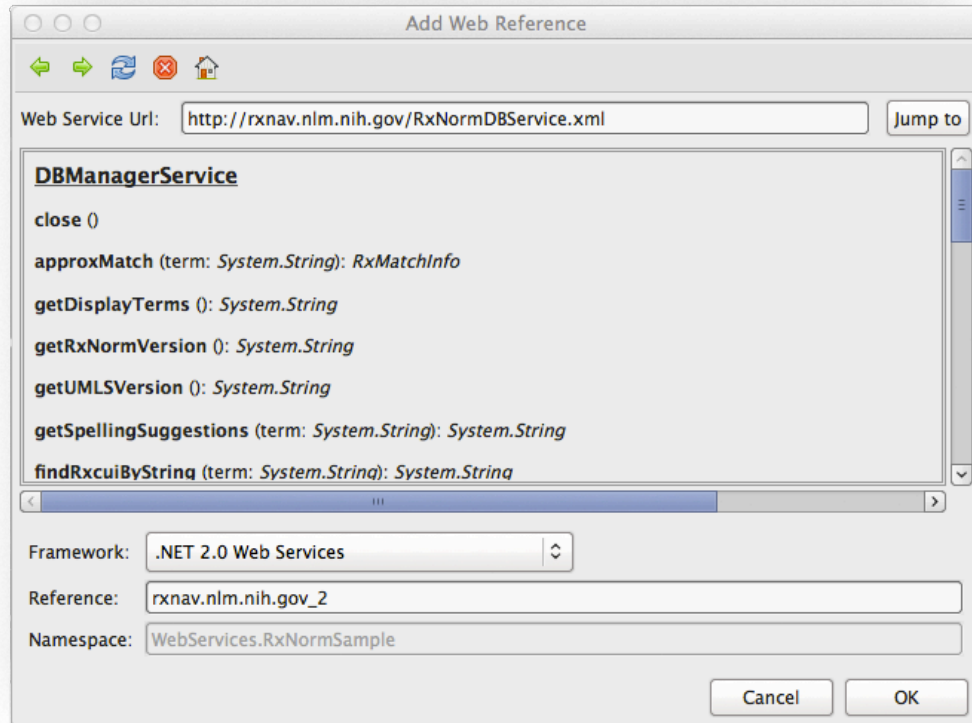 Add Web Reference
Web Service Url: http://rxnav.nlm.nih.gov/RxNormDBService.xml Jump to
DBManagerService
close ()
approxMatch (term: System.String): RxMatchInfo
getDisplayTerms (): System.String
getRxNormVersion (): System.String
getUMLSVersion (): System.String
getSpellingSuggestions (term: System.String): System.String
findRxcuiByString (term: System.String): System.String
Framework: .NET 2.0 Web Services
Reference: rxnav.nlm.nih.gov_2
Namespace: WebServices.RxNormSample
Cancel OK